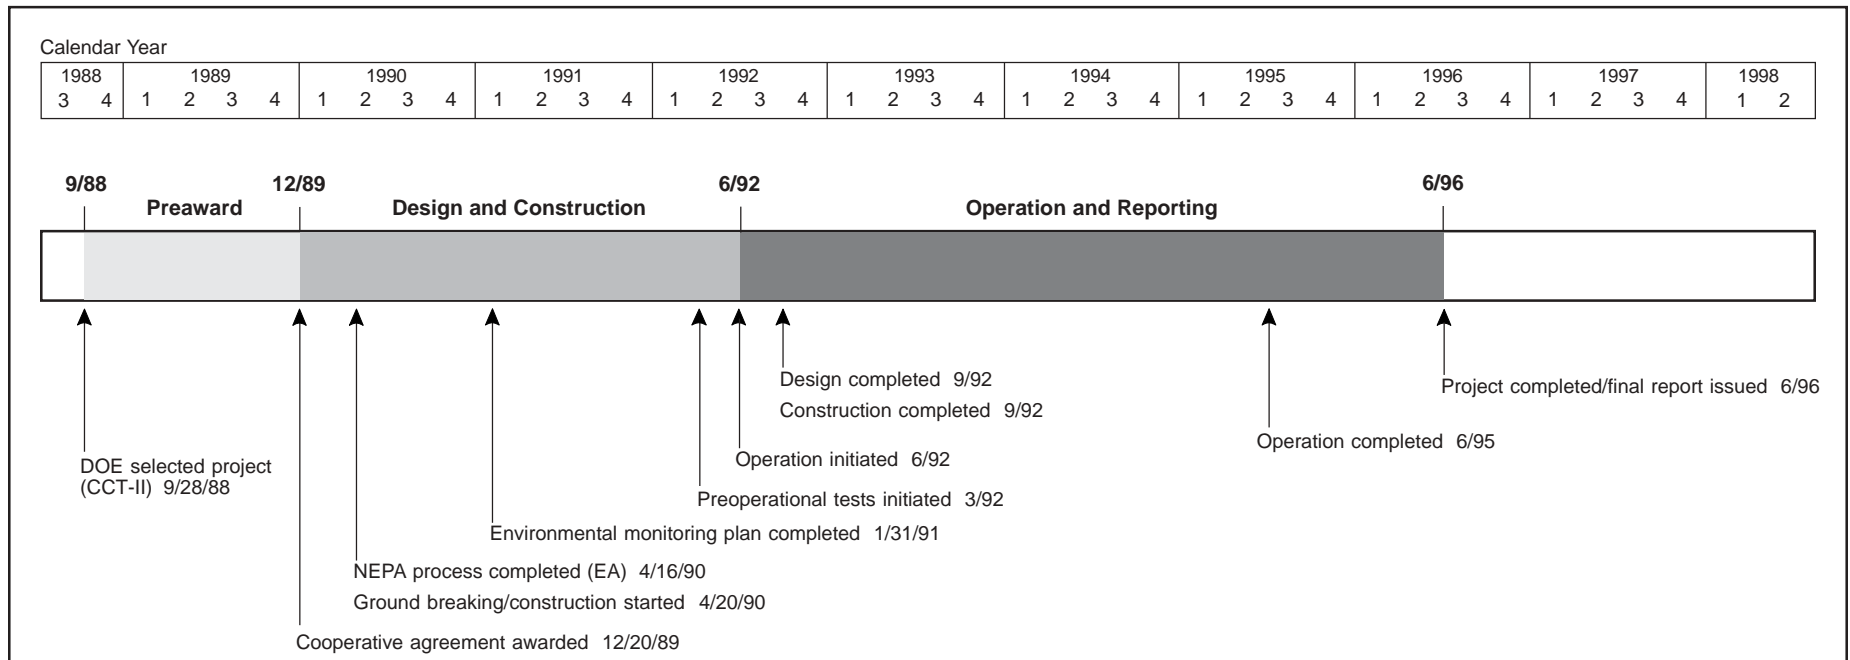 Calendar Year
1988 1989 1990 1991 1992 1993 1994 1995 1996 1997 1998
3 4 1 2 3 4 1 2 3 4 1 2 3 4 1 2 3 4 1 2 3 4 1 2 3 4 1 2 3 4 1 2 3 4 1 2 3 4 1 2
9/88 12/89 6/92 6/96
Preaward Design and Construction Operation and Reporting
Design completed 9/92
Project completed/final report issued 6/96
Construction completed 9/92
Operation completed 6/95
Operation initiated 6/92
DOE selected project
(CCT-II) 9/28/88
Preoperational tests initiated 3/92
Environmental monitoring plan completed 1/31/91
NEPA process completed (EA) 4/16/90
Ground breaking/construction started 4/20/90
Cooperative agreement awarded 12/20/89